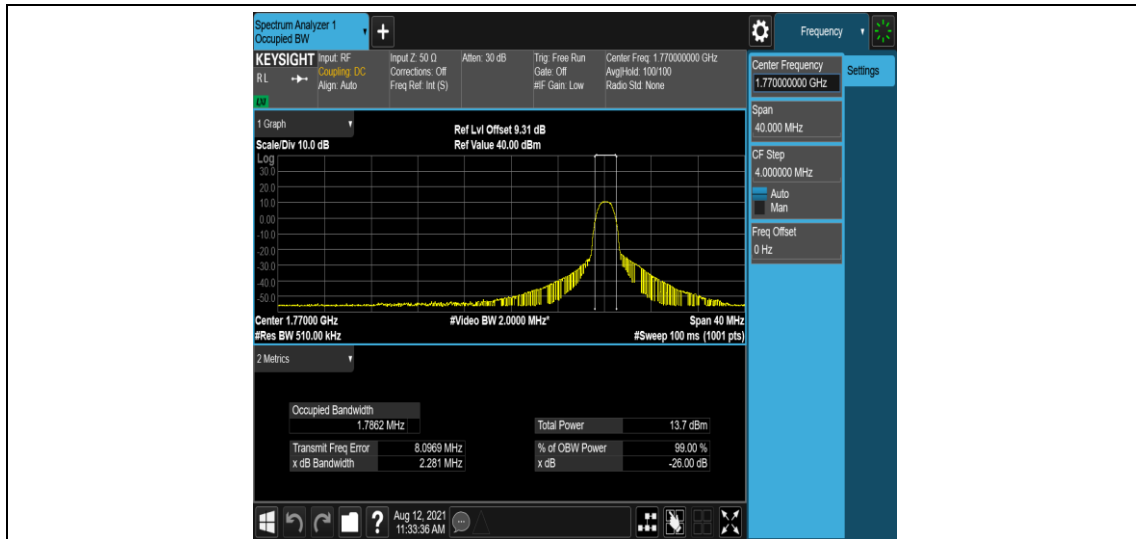 Spectrum Analyzer 1
Occupied BW
+
Frequency
KEYSIGHT Input: RF
Coupling: DC
Align: Auto
RL
LXI
Input Z: 50 Ω
Corrections: Off
Freq Ref: Int (S)
Atten: 30 dB
Trig: Free Run
Gate: Off
#IF Gain: Low
Center Freq: 1.770000000 GHz
Avg|Hold: 100/100
Radio Std: None
Center Frequency
1.770000000 GHz
Settings
Span
40.000 MHz
CF Step
4.000000 MHz
Auto
Man
Freq Offset
0 Hz
1 Graph
Ref Lvl Offset 9.31 dB
Scale/Div 10.0 dB
Ref Value 40.00 dBm
Log
30.0
20.0
10.0
0.00
-10.0
-20.0
-30.0
-40.0
-50.0
Center 1.77000 GHz
#Video BW 2.0000 MHz*
Span 40 MHz
#Res BW 510.00 kHz
#Sweep 100 ms (1001 pts)
2 Metrics
Occupied Bandwidth
1.7862 MHz
Total Power 13.7 dBm
Transmit Freq Error 8.0969 MHz
% of OBW Power 99.00 %
x dB Bandwidth 2.281 MHz
x dB -26.00 dB
?
Aug 12, 2021
11:33:36 AM